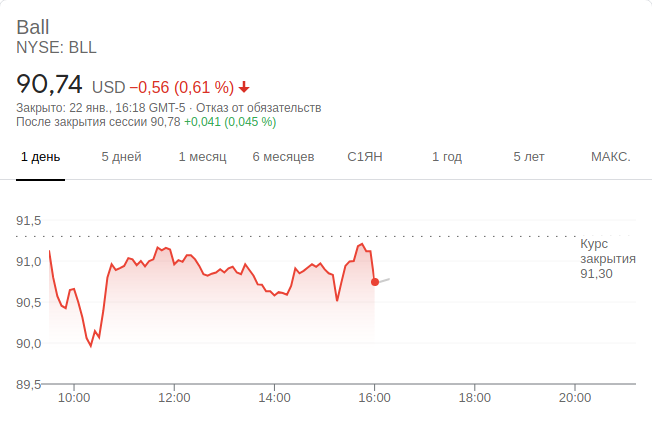 Ball
NYSE: BLL
90,74 USD −0,56 (0,61 %)
Закрыто: 22 янв., 16:18 GMT-5 · Отказ от обязательств
После закрытия сессии 90,78 +0,041 (0,045 %)
1 день 5 дней 1 месяц 6 месяцев С1ЯН 1 год 5 лет МАКС.
91,5
Курс
закрытия
91,30
91,0
90,5
90,0
89,5
10:00 12:00 14:00 16:00 18:00 20:00